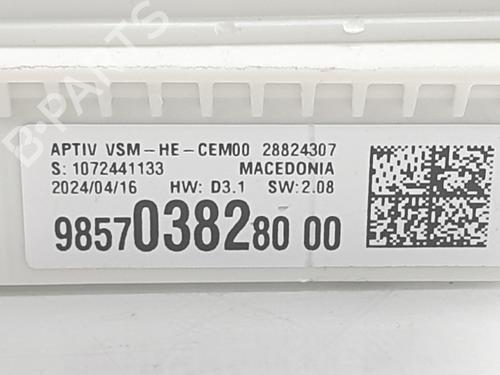 B-PARTS
APTIV VSM-HE-CEM00 28824307
S: 1072441133 MACEDONIA
2024/04/16 HW: D3.1 SW:2.08
9857038280 00